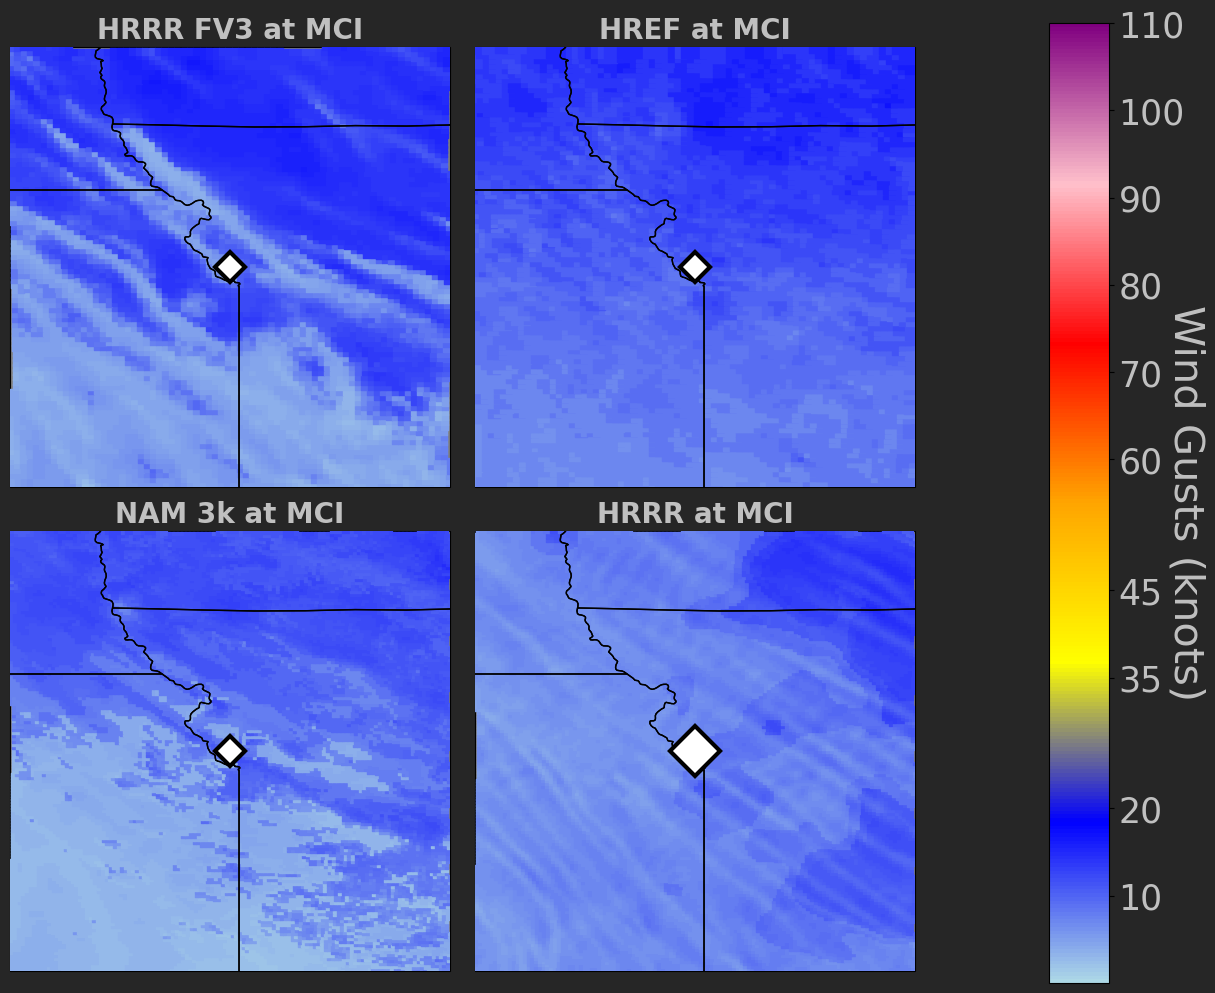 HRRR FV3 at MCI
HREF at MCI
NAM 3k at MCI
HRRR at MCI
110
100
90
80
70
60
45
35
20
10
Wind Gusts (knots)